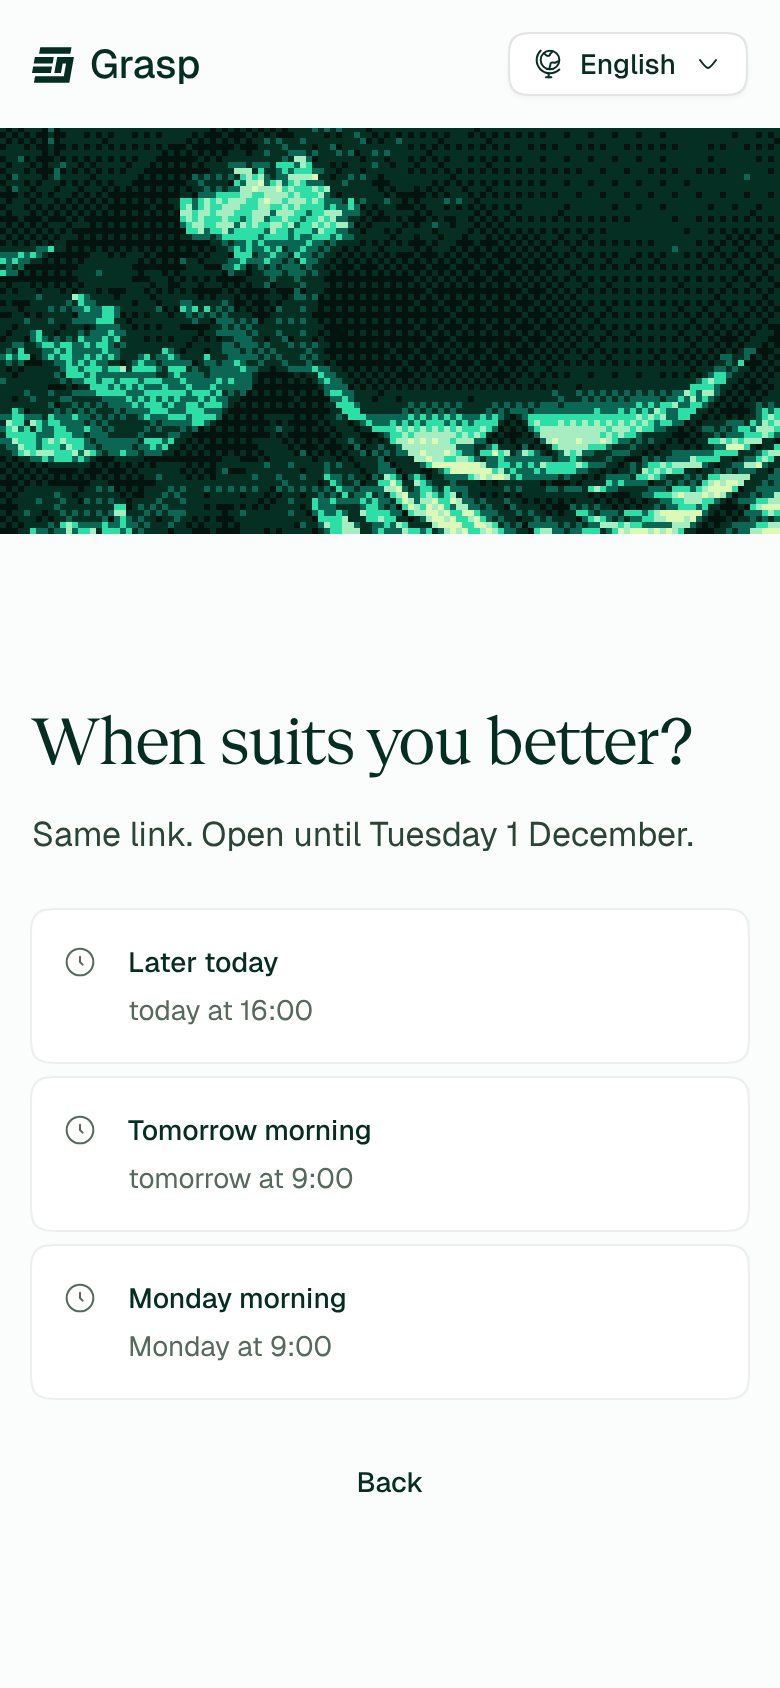 Grasp
English
When suits you better?
Same link. Open until Tuesday 1 December.
Later today
today at 16:00
Tomorrow morning
tomorrow at 9:00
Monday morning
Monday at 9:00
Back